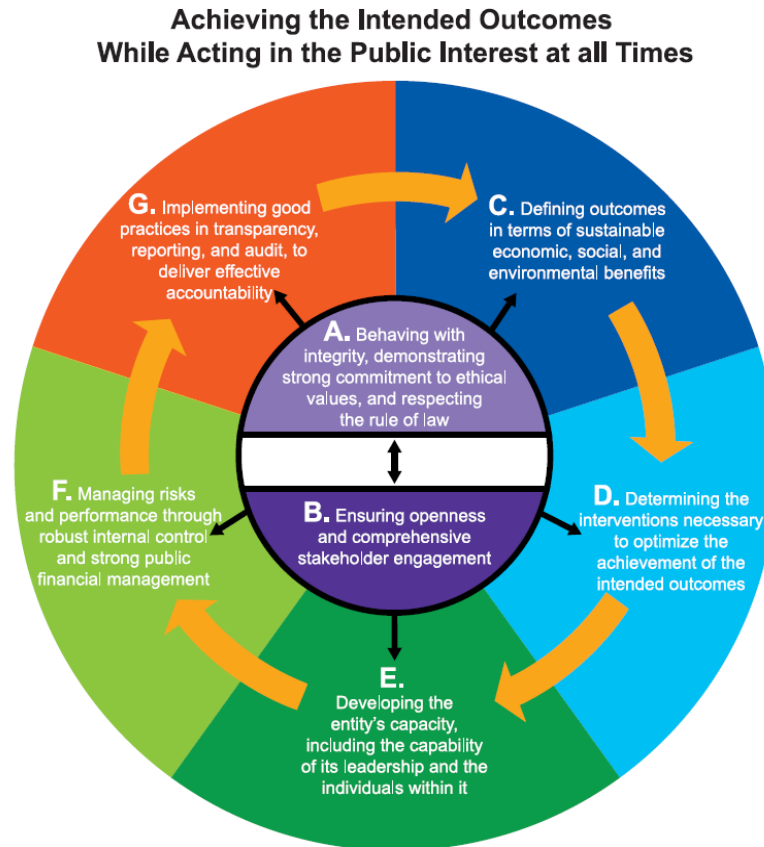 Achieving the Intended Outcomes
While Acting in the Public Interest at all Times
G. Implementing good
practices in transparency,
reporting, and audit, to
deliver effective
accountability
C. Defining outcomes
in terms of sustainable
economic, social, and
environmental benefits
A. Behaving with
integrity, demonstrating
strong commitment to ethical
values, and respecting
the rule of law
B. Ensuring openness
and comprehensive
stakeholder engagement
F. Managing risks
and performance through
robust internal control
and strong public
financial management
D. Determining the
interventions necessary
to optimize the
achievement of the
intended outcomes
E.
Developing the
entity's capacity,
including the capability
of its leadership and the
individuals within it